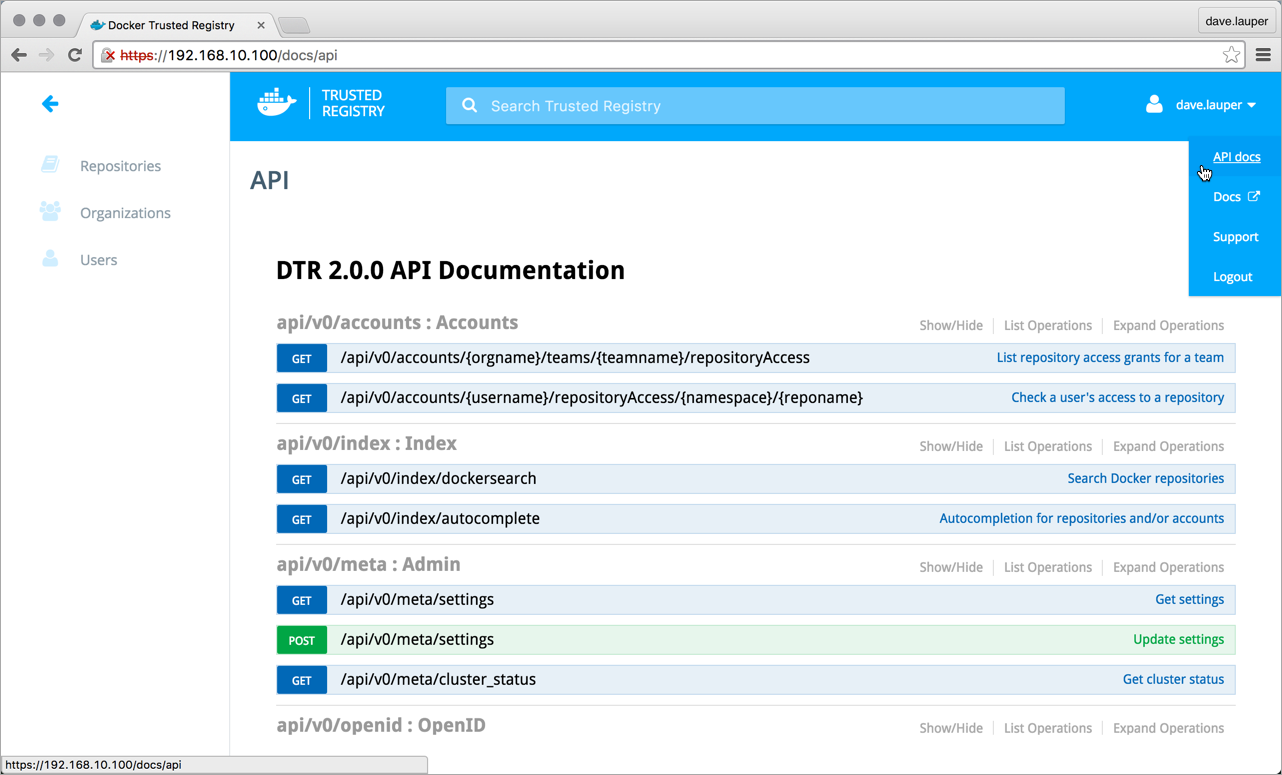 Docker Trusted Registry
dave.lauper
https://192.168.10.100/docs/api
TRUSTED
REGISTRY
Search Trusted Registry
dave.lauper
Repositories
Organizations
Users
API docs
Docs
Support
Logout
API
DTR 2.0.0 API Documentation
api/v0/accounts : Accounts Show/Hide List Operations Expand Operations
GET /api/v0/accounts/{orgname}/teams/{teamname}/repositoryAccess List repository access grants for a team
GET /api/v0/accounts/{username}/repositoryAccess/{namespace}/{reponame} Check a user's access to a repository
api/v0/index : Index Show/Hide List Operations Expand Operations
GET /api/v0/index/dockersearch Search Docker repositories
GET /api/v0/index/autocomplete Autocompletion for repositories and/or accounts
api/v0/meta : Admin Show/Hide List Operations Expand Operations
GET /api/v0/meta/settings Get settings
POST /api/v0/meta/settings Update settings
GET /api/v0/meta/cluster_status Get cluster status
api/v0/openid : OpenID Show/Hide List Operations Expand Operations
https://192.168.10.100/docs/api